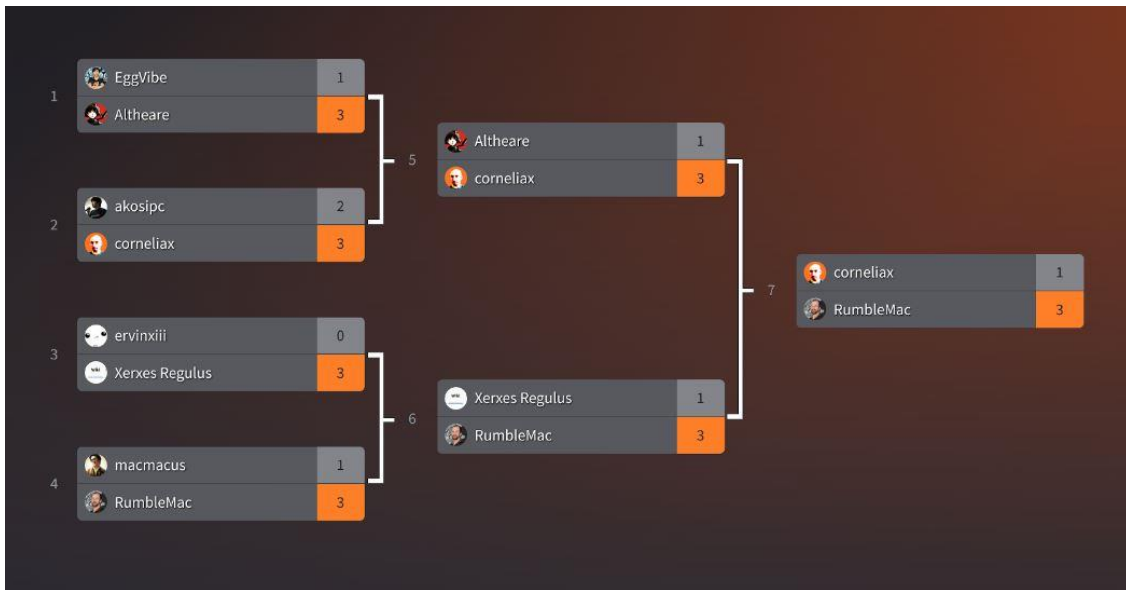 1
EggVibe 1
Altheare 3
2
akosipc 2
corneliax 3
3
ervinxiii 0
Xerxes Regulus 3
4
macmacus 1
RumbleMac 3
5
Altheare 1
corneliax 3
6
Xerxes Regulus 1
RumbleMac 3
7
corneliax 1
RumbleMac 3